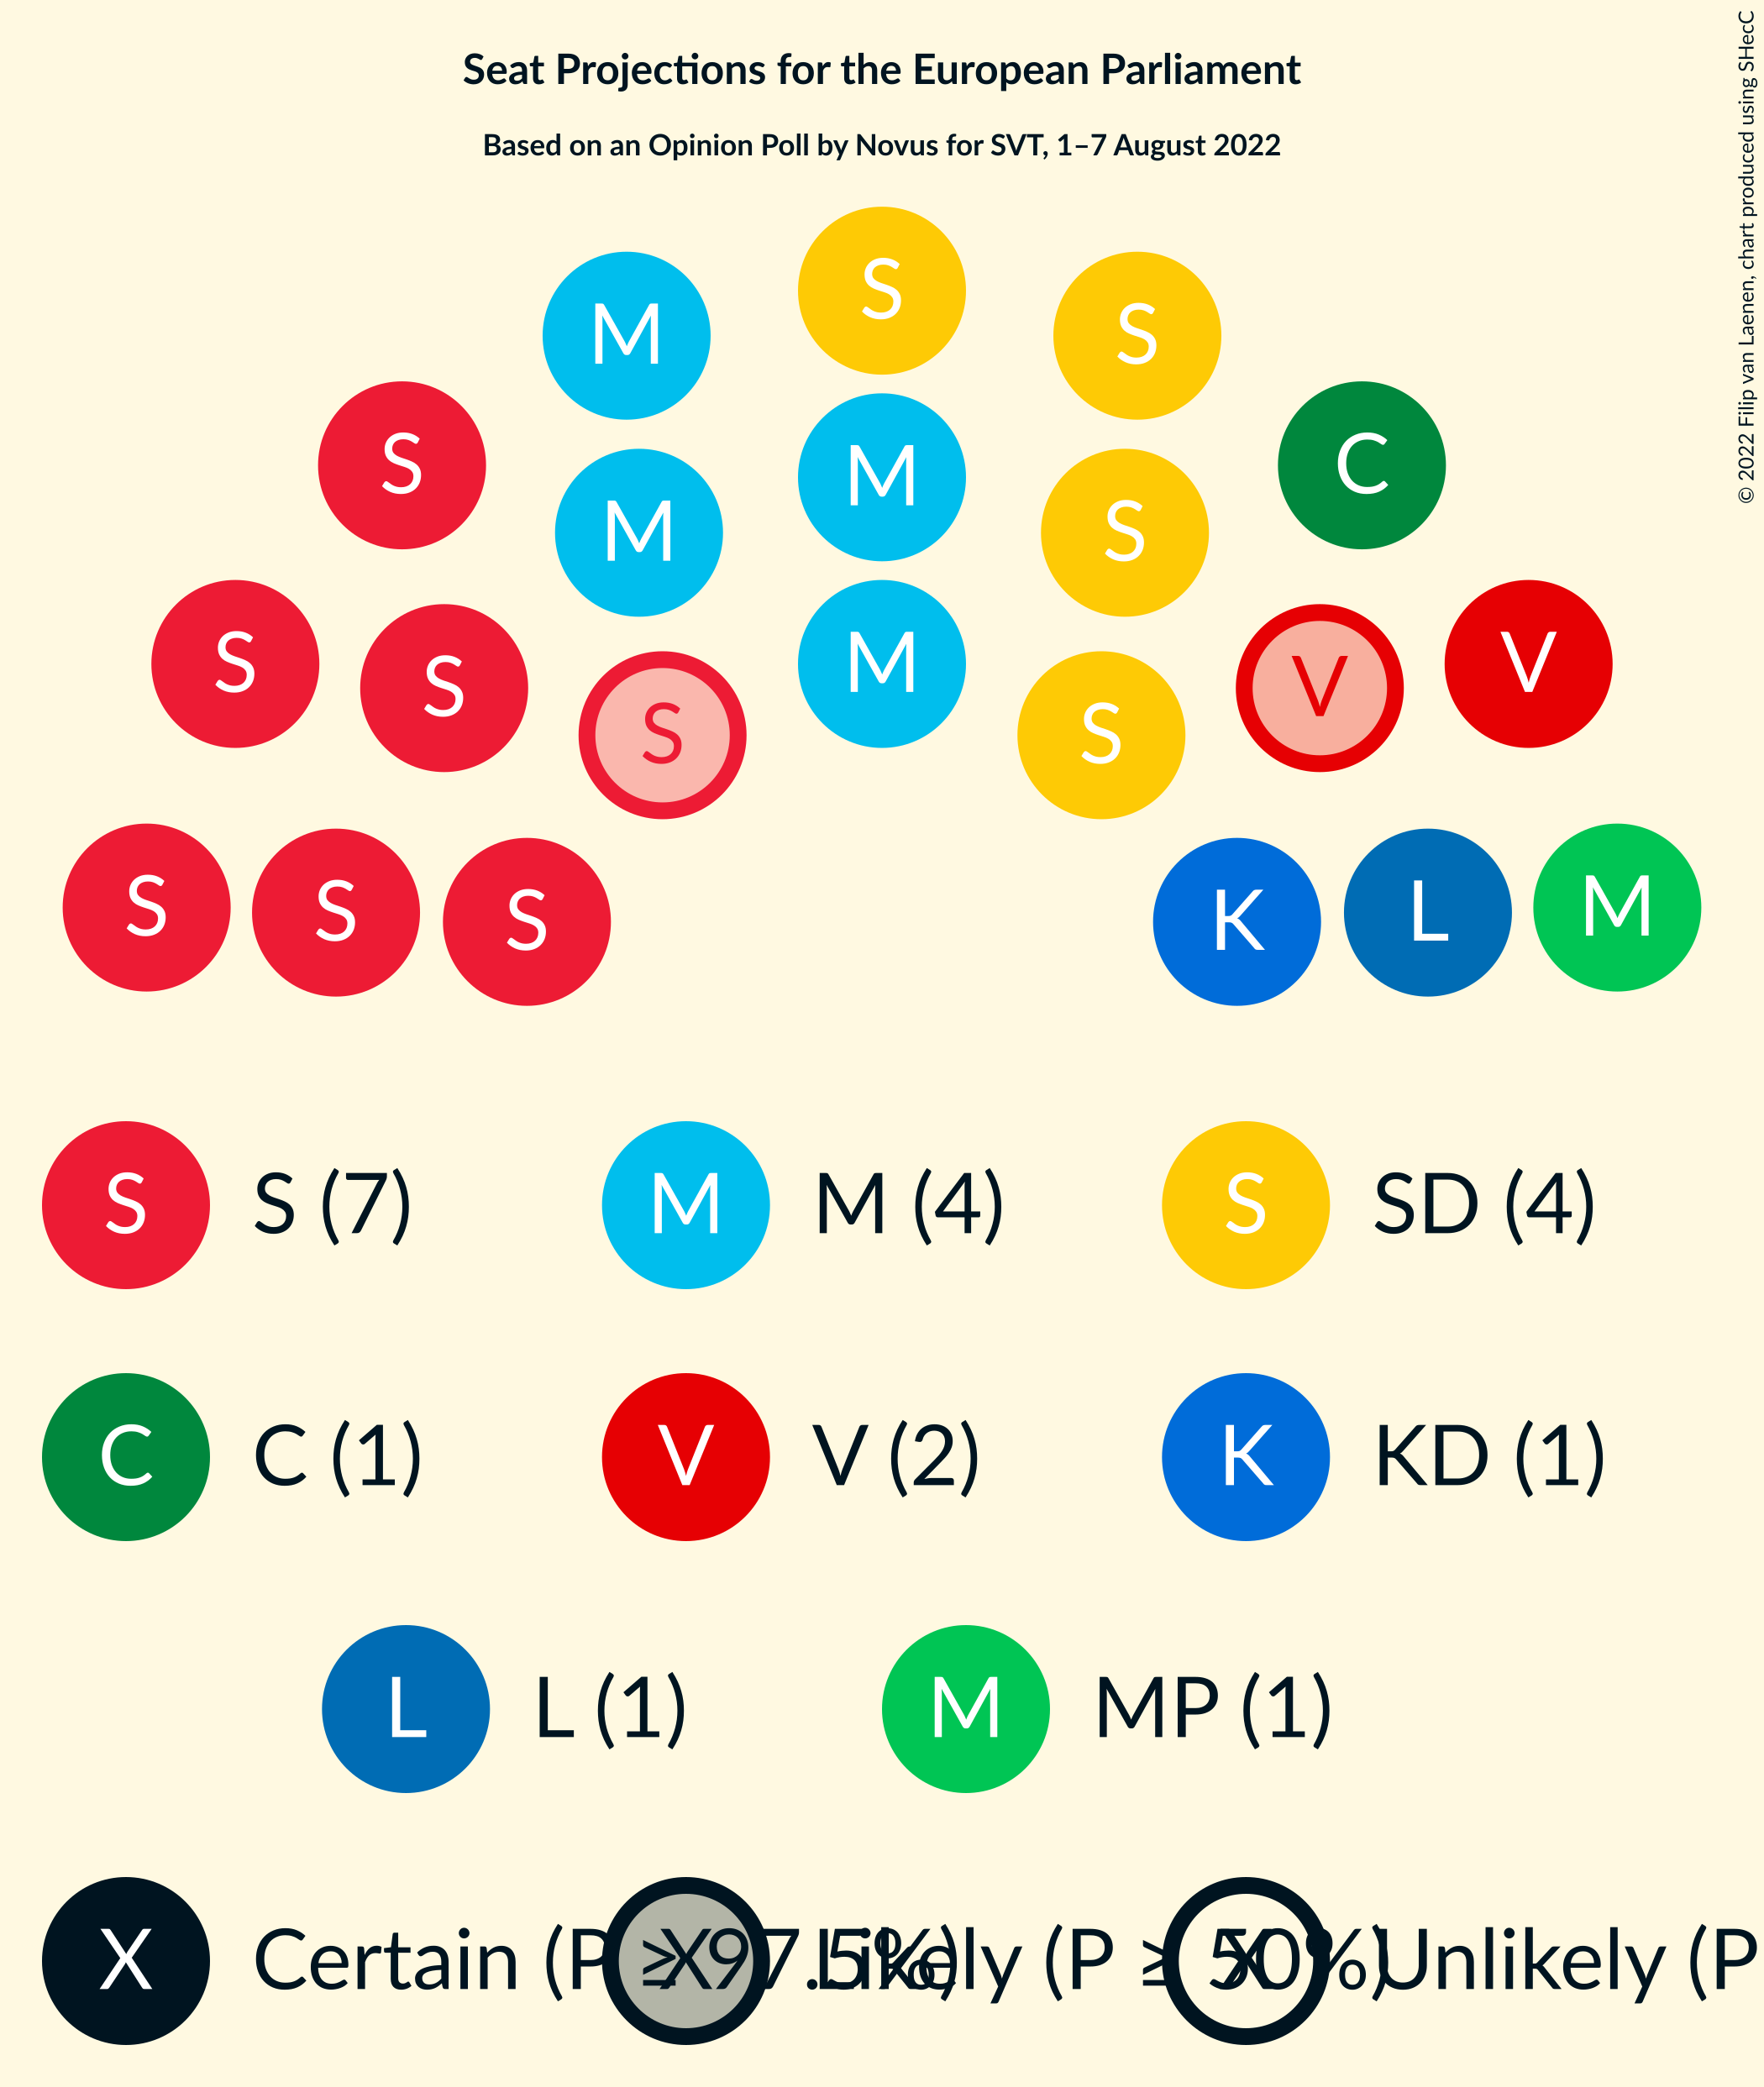 Seat Projections for the European Parliament
Based on an Opinion Poll by Novus for SVT, 1–7 August 2022
© 2022 Filip van Laenen, chart produced using SHecC
S
M S
S M M S C
S S S M S V V
S S S K L M
S S (7) M M (4) S SD (4)
C C (1) V V (2) K KD (1)
L L (1) M MP (1)
X Certain (P ≥ 97.5%) X Likely (P ≥ 50%) X Unlikely (P